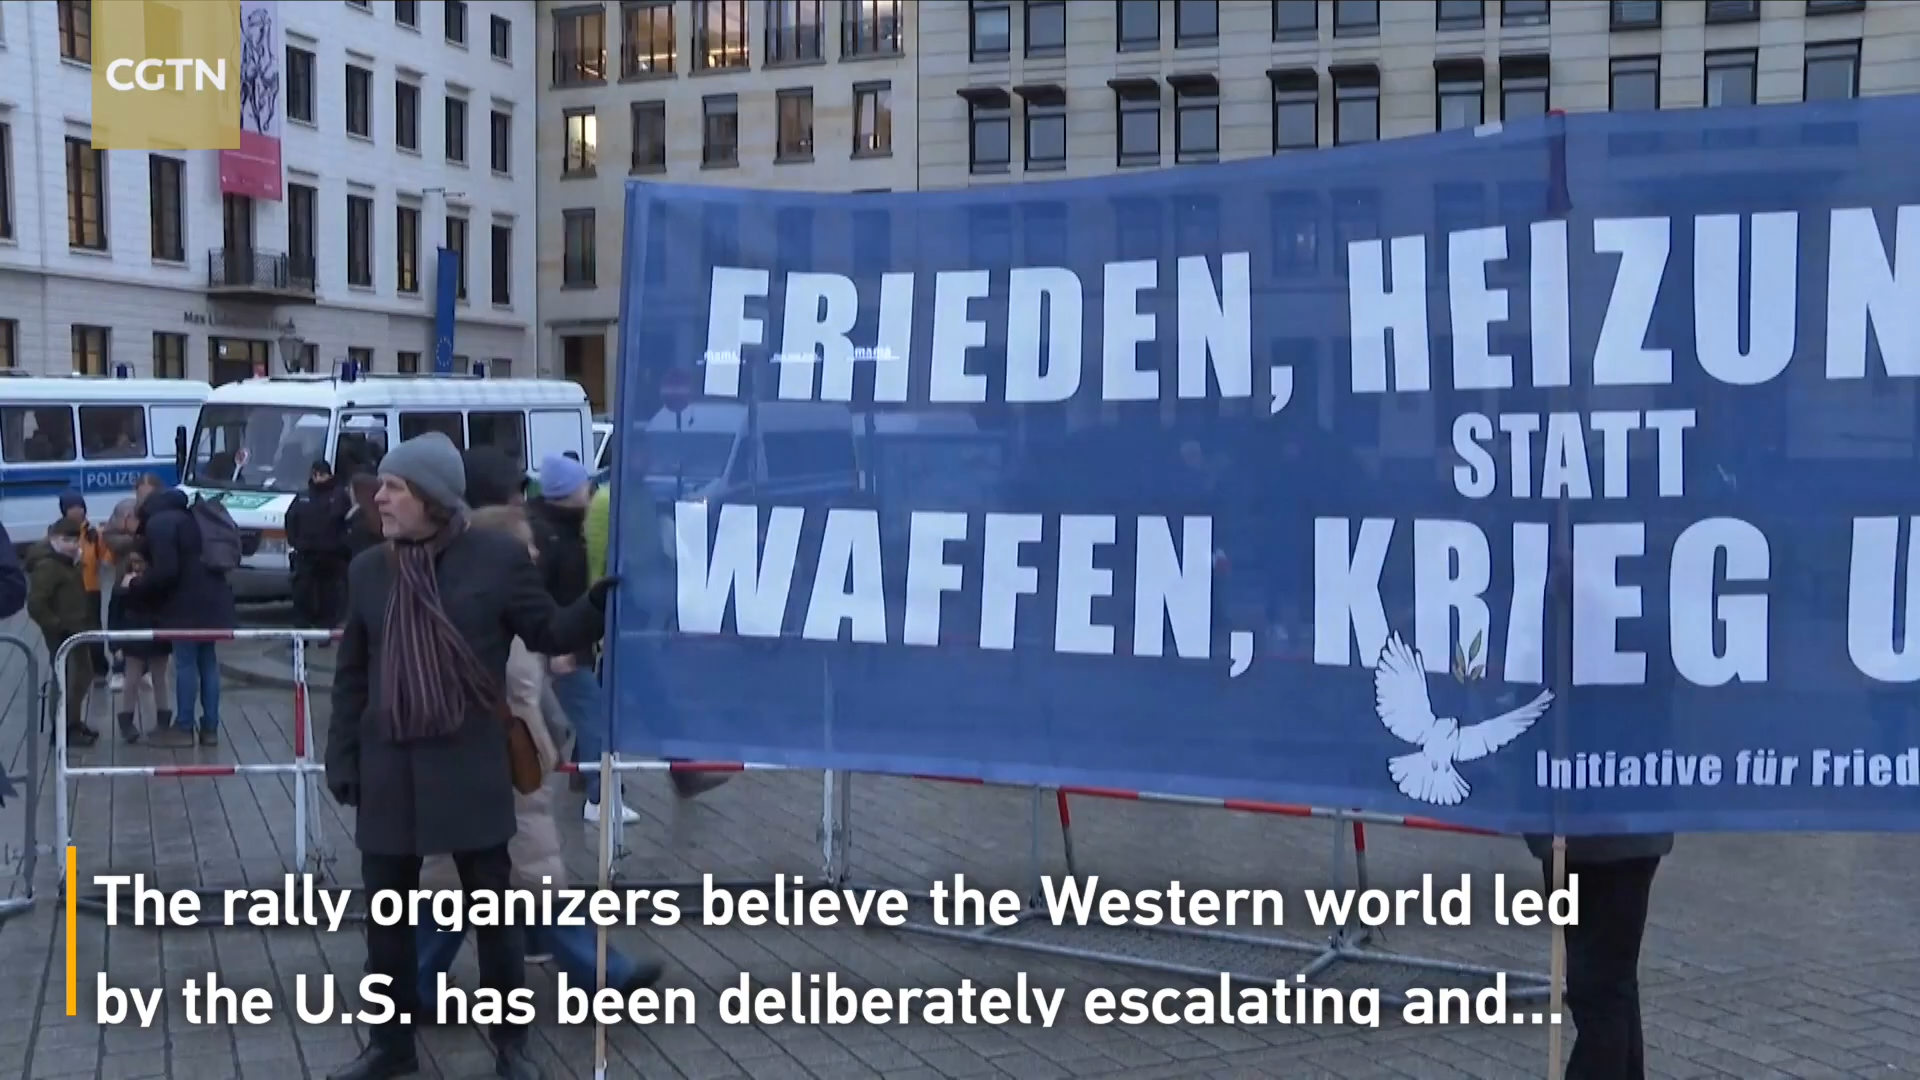 CGTN
POLIZEI
FRIEDEN, HEIZUN
STATT
WAFFEN, KRIEG U
Initiative für Fried
The rally organizers believe the Western world led
by the U.S. has been deliberately escalating and...